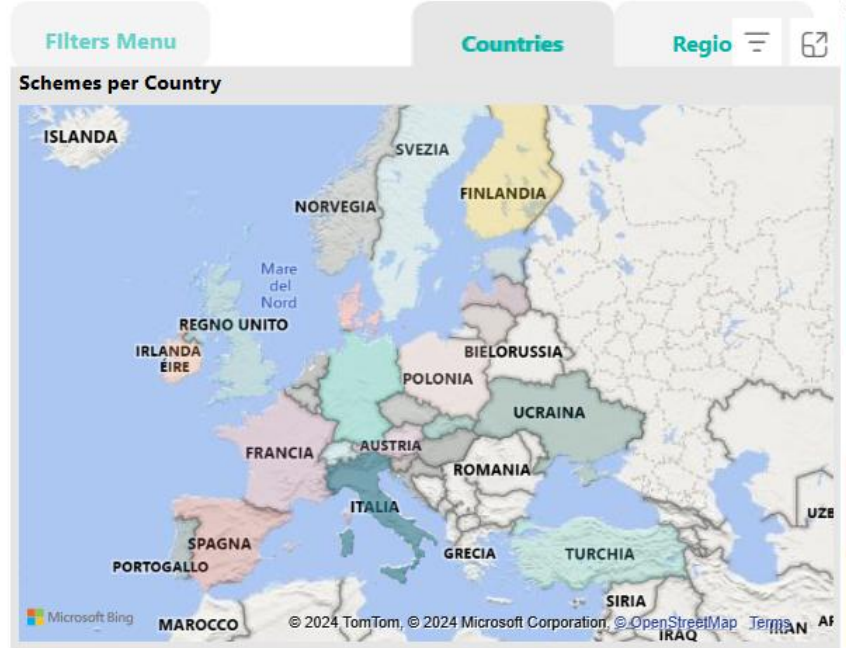 Filters Menu
Countries
Regio
Schemes per Country
ISLANDA
SVEZIA
FINLANDIA
NORVEGIA
Mare
del
Nord
REGNO UNITO
IRLANDA
ÉIRE
BIELORUSSIA
POLONIA
UCRAINA
FRANCIA
AUSTRIA
ROMANIA
ITALIA
UZE
SPAGNA
GRECIA
TURCHIA
PORTOGALLO
SIRIA
Microsoft Bing
MAROCCO
© 2024 TomTom, © 2024 Microsoft Corporation, © OpenStreetMap Terms
IRAQ
IRAN
AF